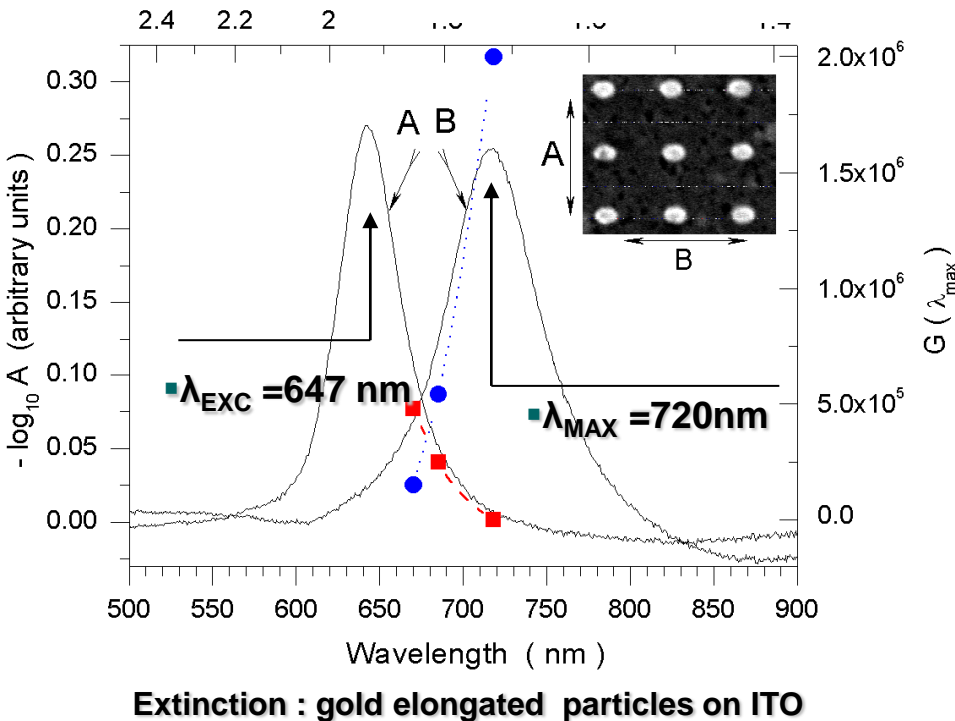 2.4 2.2 2 1.4
0.30
0.25
0.20
0.15
0.10
0.05
0.00
- log10 A (arbitrary units)
A B
A
B
2.0x10^6
1.5x10^6
1.0x10^6
5.0x10^5
0.0
G ( λmax )
▪λEXC =647 nm
▪λMAX =720nm
500 550 600 650 700 750 800 850 900
Wavelength ( nm )
Extinction : gold elongated particles on ITO